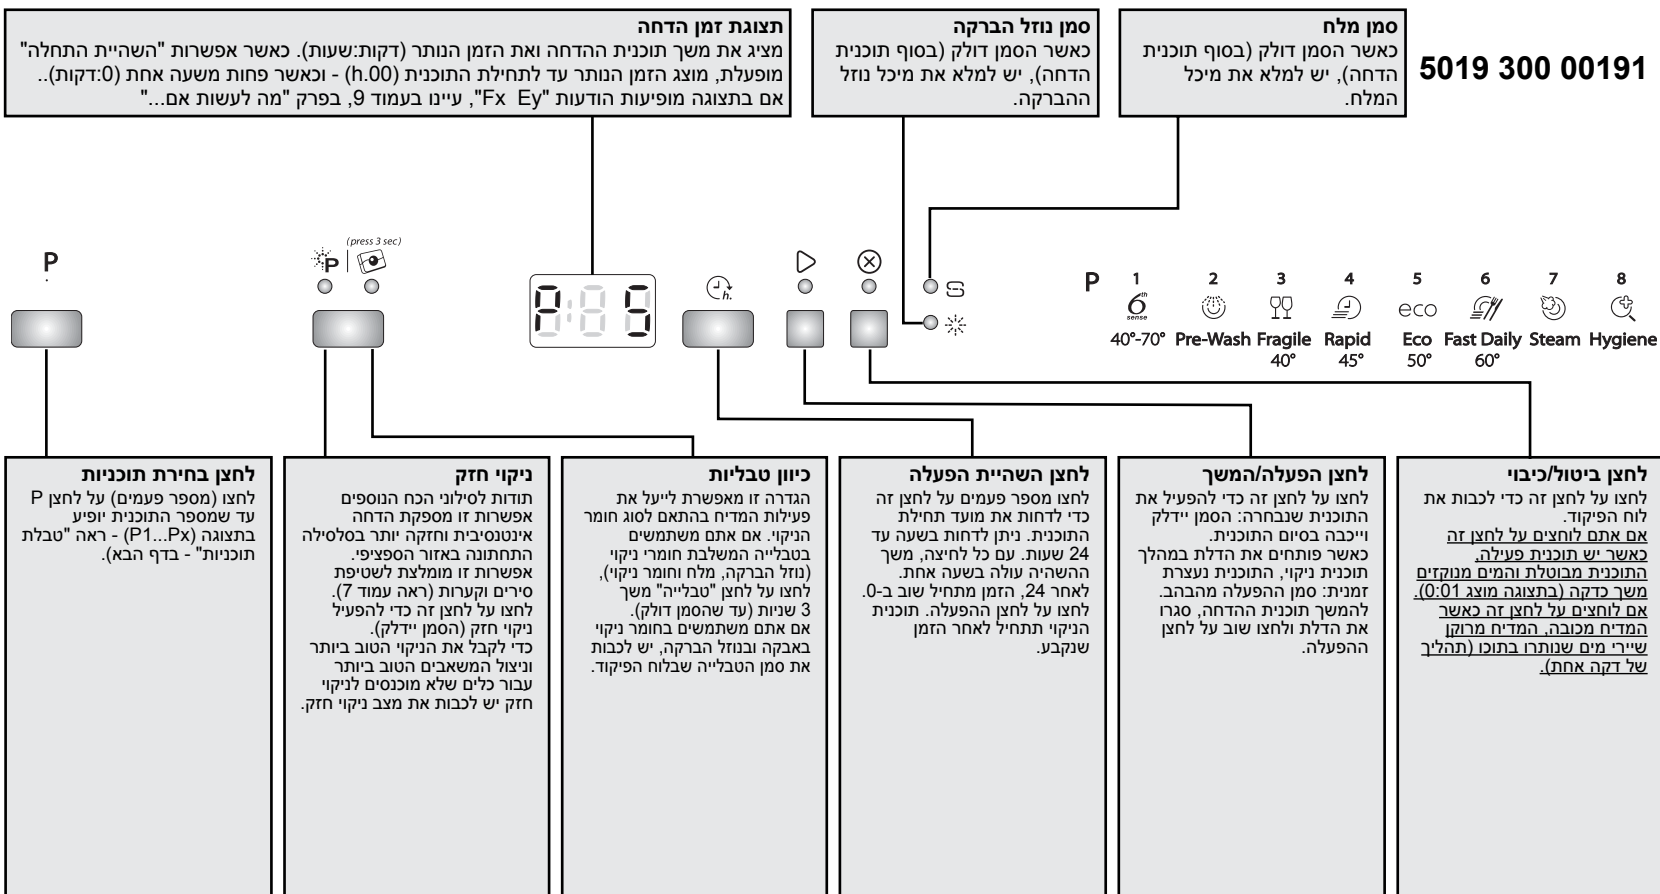 5019 300 00191
סמן מלח
כאשר הסמן דולק (בסוף תוכנית
הדחה), יש למלא את מיכל
המלח.
סמן נוזל הברקה
כאשר הסמן דולק (בסוף תוכנית
הדחה), יש למלא את מיכל נוזל
ההברקה.
תצוגת זמן הדחה
מציג את משך תוכנית ההדחה ואת הזמן הנותר (דקות:שעות). כאשר אפשרות "השהיית התחלה"
מופעלת, מוצג הזמן הנותר עד לתחילת התוכנית (h.00) - וכאשר פחות משעה אחת (0:דקות)..
אם בתצוגה מופיעות הודעות "Fx Ey", עיינו בעמוד 9, בפרק "מה לעשות אם..."
P
P
(press 3 sec)
P 5
h.
P
1 2 3 4 5 6 7 8
6th sense
eco
40°-70° Pre-Wash Fragile Rapid Eco Fast Daily Steam Hygiene
40° 45° 50° 60°
לחצן ביטול/כיבוי
לחצו על לחצן זה כדי לכבות את
לוח הפיקוד.
אם אתם לוחצים על לחצן זה
כאשר יש תוכנית פעילה,
התוכנית מבוטלת והמים מנוקזים
משך כדקה (בתצוגה מוצג 0:01).
אם לוחצים על לחצן זה כאשר
המדיח מכובה, המדיח מרוקן
שיירי מים שנותרו בתוכו (תהליך
של דקה אחת).
לחצן הפעלה/המשך
לחצו על לחצן זה כדי להפעיל את
התוכנית שנבחרה: הסמן יידלק
וייכבה בסיום התוכנית.
כאשר פותחים את הדלת במהלך
תוכנית ניקוי, התוכנית נעצרת
זמנית: סמן ההפעלה מהבהב.
להמשך תוכנית ההדחה, סגרו
את הדלת ולחצו שוב על לחצן
ההפעלה.
לחצן השהיית הפעלה
לחצו מספר פעמים על לחצן זה
כדי לדחות את מועד תחילת
התוכנית. ניתן לדחות בשעה עד
24 שעות. עם כל לחיצה, משך
ההשהיה עולה בשעה אחת.
לאחר 24, הזמן מתחיל שוב ב-0.
לחצו על לחצן ההפעלה. תוכנית
הניקוי תתחיל לאחר הזמן
שנקבע.
כיוון טבליות
הגדרה זו מאפשרת לייעל את
פעילות המדיח בהתאם לסוג חומר
הניקוי. אם אתם משתמשים
בטבלייה המשלבת חומרי ניקוי
(נוזל הברקה, מלח וחומר ניקוי),
לחצו על לחצן "טבלייה" משך
3 שניות (עד שהסמן דולק).
אם אתם משתמשים בחומר ניקוי
באבקה ובנוזל הברקה, יש לכבות
את סמן הטבלייה שבלוח הפיקוד.
ניקוי חזק
תודות לסילוני הכח הנוספים
אפשרות זו מספקת הדחה
אינטנסיבית וחזקה יותר בסלסילה
התחתונה באזור הספציפי.
אפשרות זו מומלצת לשטיפת
סירים וקערות (ראה עמוד 7).
לחצו על לחצן זה כדי להפעיל
ניקוי חזק (הסמן יידלק).
כדי לקבל את הניקוי הטוב ביותר
וניצול המשאבים הטוב ביותר
עבור כלים שלא מוכנסים לניקוי
חזק יש לכבות את מצב ניקוי חזק.
לחצן בחירת תוכניות
לחצו (מספר פעמים) על לחצן P
עד שמספר התוכנית יופיע
בתצוגה (P1...Px) - ראה "טבלת
תוכניות" - בדף הבא).